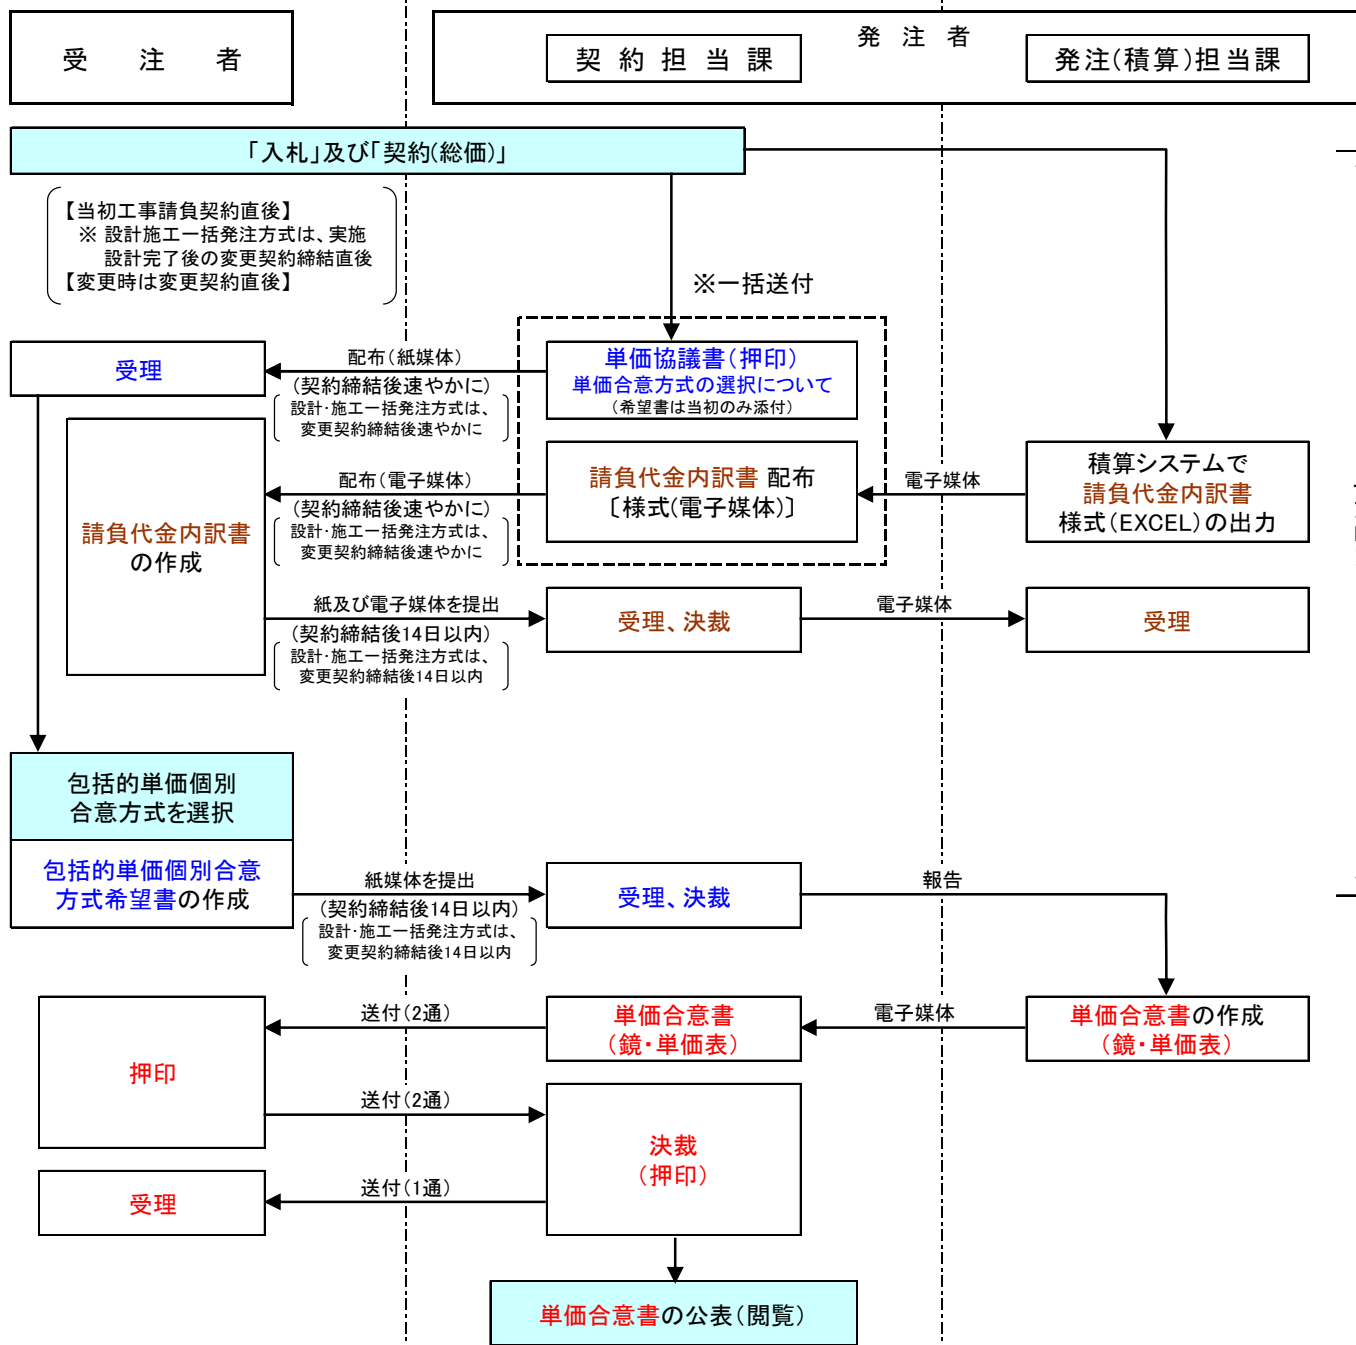 受　注　者
発　注　者
契 約 担 当 課
発注(積算)担当課
「入札」及び「契約(総価)」
【当初工事請負契約直後】
※ 設計施工一括発注方式は、実施
設計完了後の変更契約締結直後
【変更時は変更契約直後】
※一括送付
受理
配布(紙媒体)
(契約締結後速やかに)
設計・施工一括発注方式は、
変更契約締結後速やかに
単価協議書(押印)
単価合意方式の選択について
(希望書は当初のみ添付)
請負代金内訳書
の作成
配布(電子媒体)
(契約締結後速やかに)
設計・施工一括発注方式は、
変更契約締結後速やかに
請負代金内訳書 配布
〔様式(電子媒体)〕
電子媒体
積算システムで
請負代金内訳書
様式(EXCEL)の出力
紙及び電子媒体を提出
(契約締結後14日以内)
設計・施工一括発注方式は、
変更契約締結後14日以内
受理、決裁
電子媒体
受理
包括的単価個別
合意方式を選択
包括的単価個別合意
方式希望書の作成
紙媒体を提出
(契約締結後14日以内)
設計・施工一括発注方式は、
変更契約締結後14日以内
受理、決裁
報告
押印
送付(2通)
単価合意書
(鏡・単価表)
電子媒体
単価合意書の作成
(鏡・単価表)
送付(2通)
決裁
(押印)
受理
送付(1通)
単価合意書の公表(閲覧)